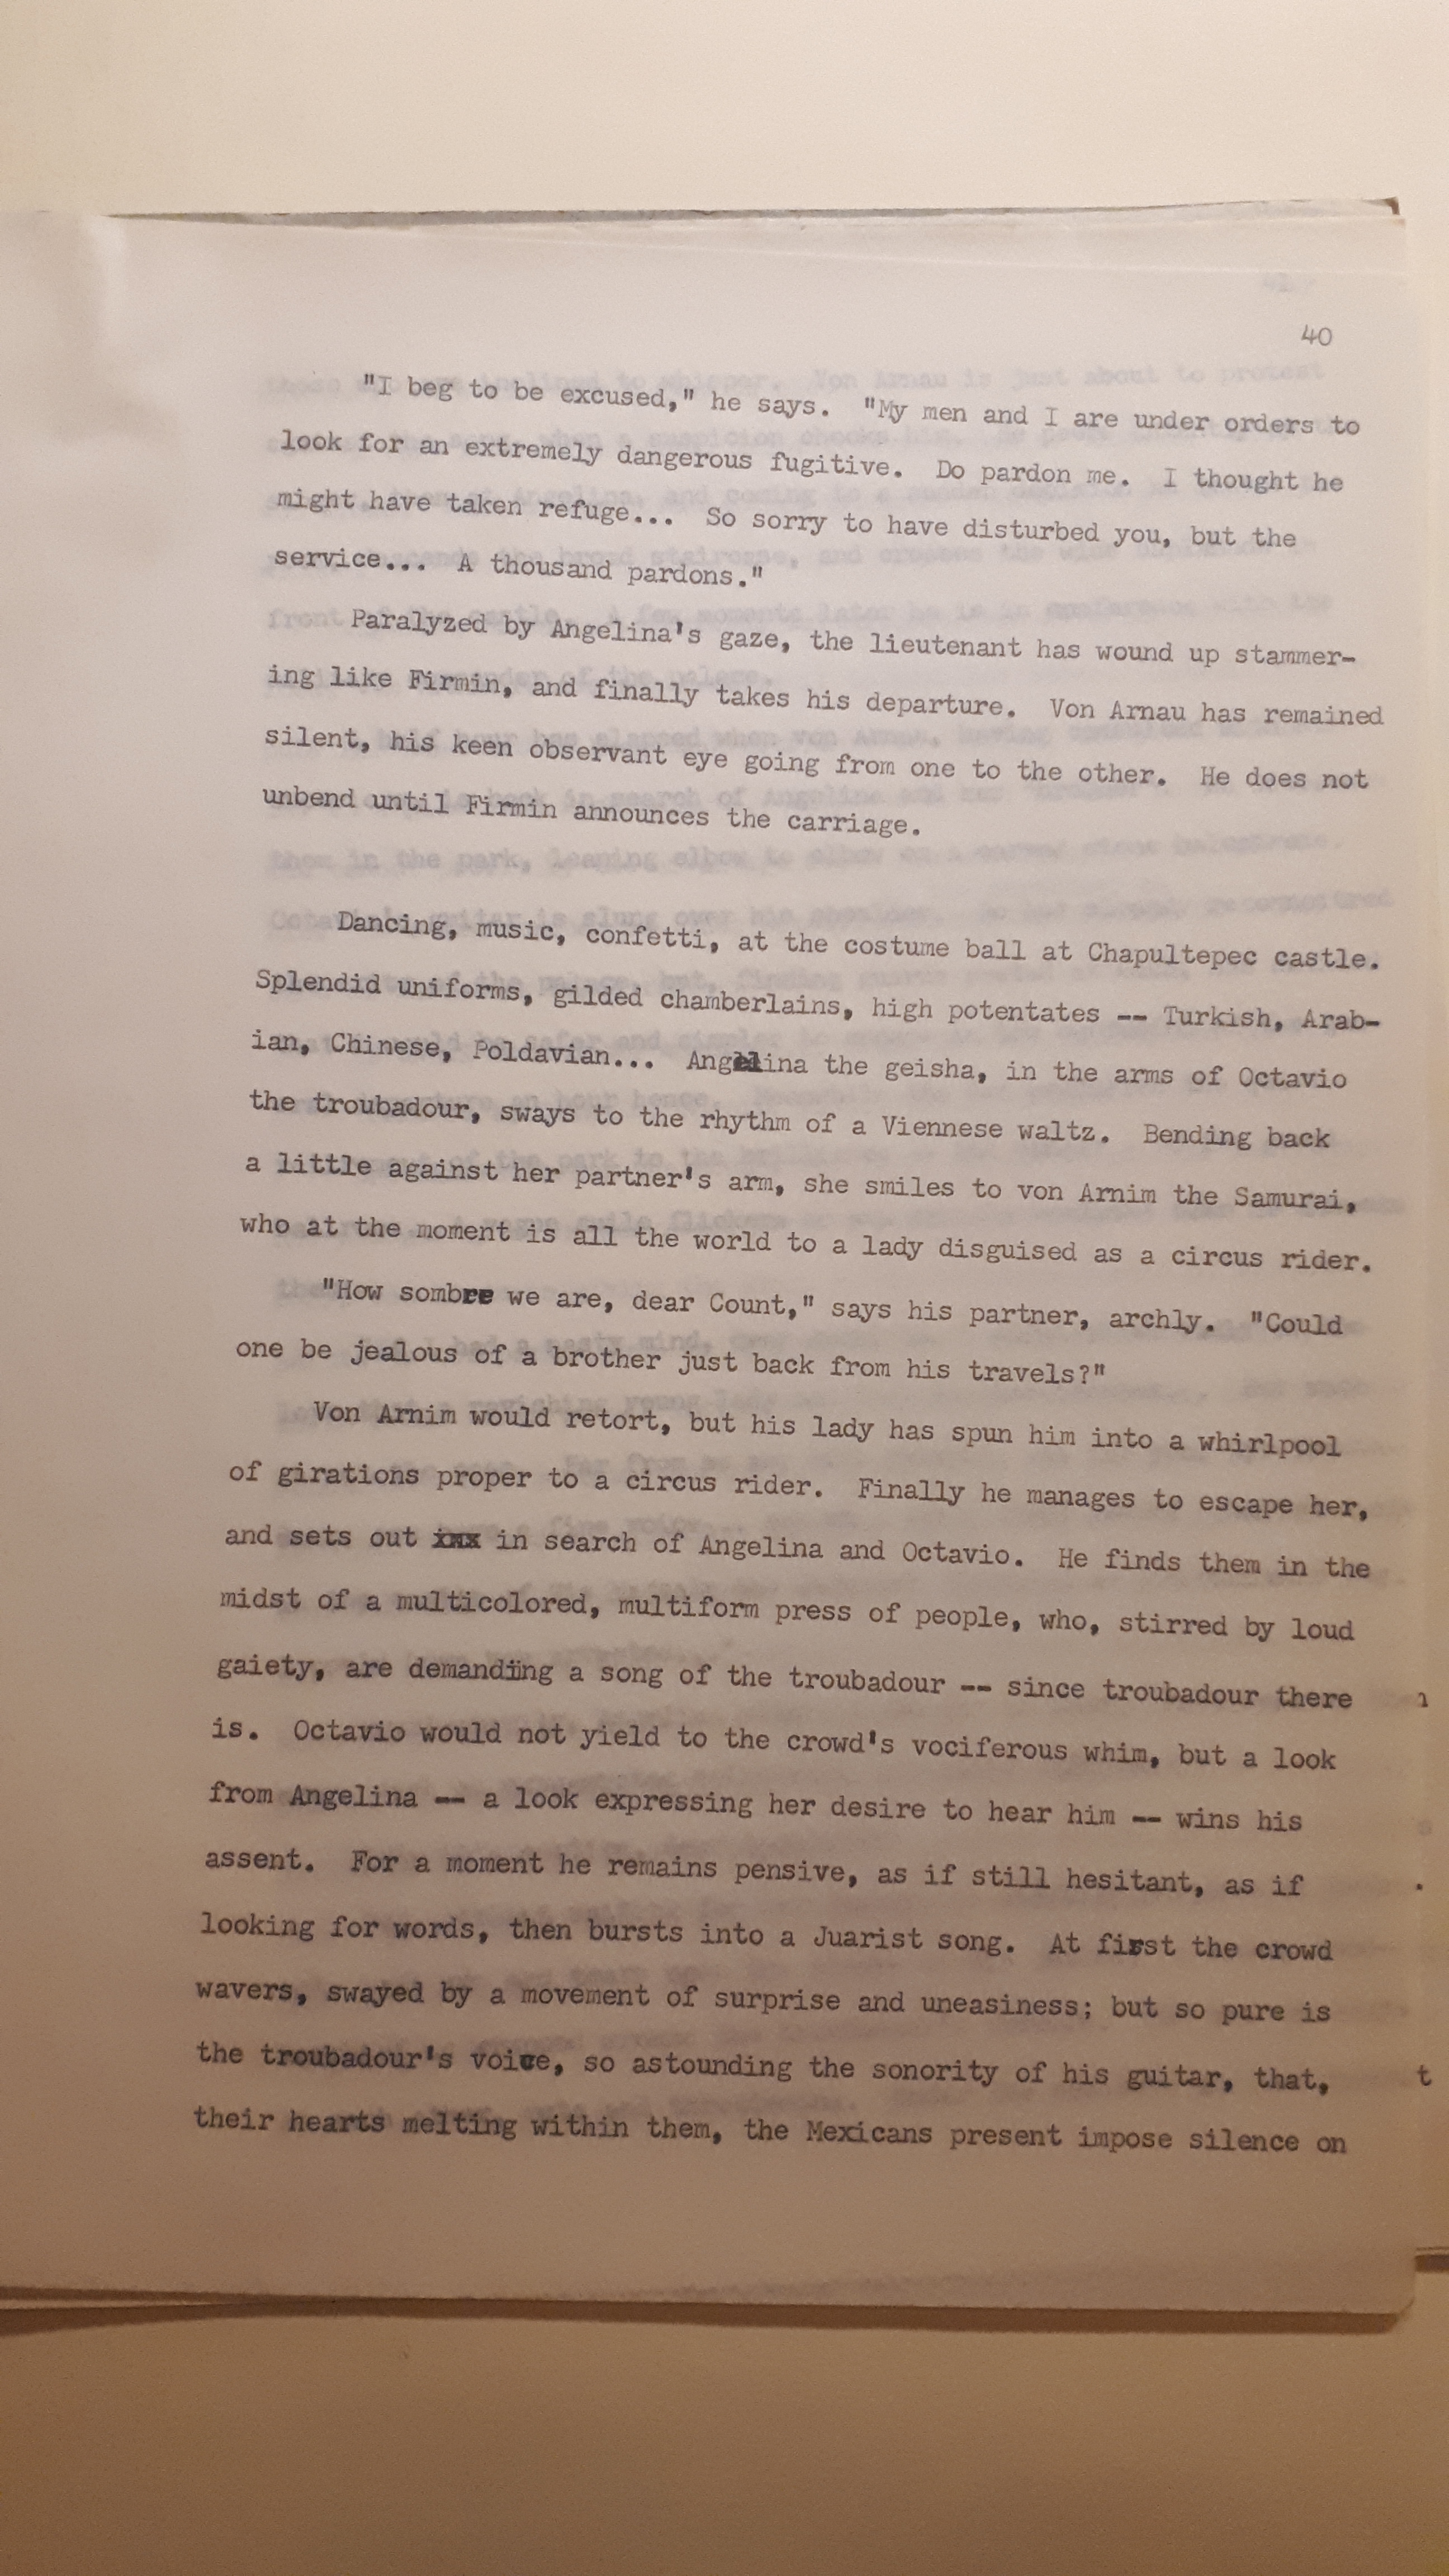 40
"I beg to be excused," he says.  "My men and I are under orders to
look for an extremely dangerous fugitive.  Do pardon me.  I thought he
might have taken refuge...  So sorry to have disturbed you, but the
service...  A thousand pardons."
Paralyzed by Angelina's gaze, the lieutenant has wound up stammer-
ing like Firmin, and finally takes his departure.  Von Arnau has remained
silent, his keen observant eye going from one to the other.  He does not
unbend until Firmin announces the carriage.
Dancing, music, confetti, at the costume ball at Chapultepec castle.
Splendid uniforms, gilded chamberlains, high potentates -- Turkish, Arab-
ian, Chinese, Poldavian...  Angelina the geisha, in the arms of Octavio
the troubadour, sways to the rhythm of a Viennese waltz.  Bending back
a little against her partner's arm, she smiles to von Arnim the Samurai,
who at the moment is all the world to a lady disguised as a circus rider.
"How sombre we are, dear Count," says his partner, archly.  "Could
one be jealous of a brother just back from his travels?"
Von Arnim would retort, but his lady has spun him into a whirlpool
of girations proper to a circus rider.  Finally he manages to escape her,
and sets out in search of Angelina and Octavio.  He finds them in the
midst of a multicolored, multiform press of people, who, stirred by loud
gaiety, are demanding a song of the troubadour -- since troubadour there
is.  Octavio would not yield to the crowd's vociferous whim, but a look
from Angelina -- a look expressing her desire to hear him -- wins his
assent.  For a moment he remains pensive, as if still hesitant, as if
looking for words, then bursts into a Juarist song.  At first the crowd
wavers, swayed by a movement of surprise and uneasiness; but so pure is
the troubadour's voice, so astounding the sonority of his guitar, that,
their hearts melting within them, the Mexicans present impose silence on